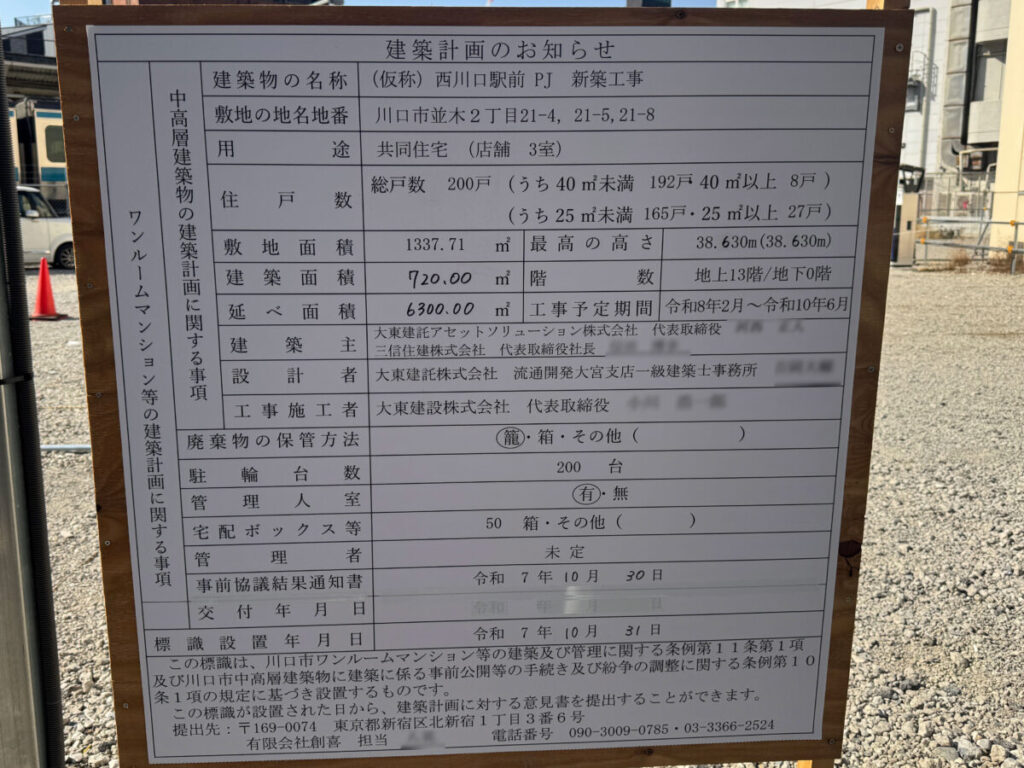 建築計画のお知らせ
ワンルームマンション等の建築計画に関する事項
中高層建築物の建築計画に関する事項
建築物の名称 (仮称) 西川口駅前 PJ 新築工事
敷地の地名地番 川口市並木2丁目21-4, 21-5,21-8
用途 共同住宅 (店舗 3室)
住戸数 総戸数 200戸 (うち40㎡未満 192戸・40㎡以上 8戸)
(うち25㎡未満 165戸・25㎡以上 27戸)
敷地面積 1337.71 ㎡ 最高の高さ 38.630m(38.630m)
建築面積 720.00 ㎡ 階数 地上13階/地下0階
延べ面積 6300.00 ㎡ 工事予定期間 令和8年2月〜令和10年6月
建築主 大東建託アセットソリューション株式会社 代表取締役
三信住建株式会社 代表取締役社長
設計者 大東建託株式会社 流通開発大宮支店一級建築士事務所
工事施工者 大東建設株式会社 代表取締役
廃棄物の保管方法 籠・箱・その他( )
駐輪台数 200 台
管理人室 有・無
宅配ボックス等 50 箱・その他( )
管理者 未定
事前協議結果通知書 令和 7年10月 30日
交付年月日 令和 年 月 日
標識設置年月日 令和 7年10月 31日
この標識は、川口市ワンルームマンション等の建築及び管理に関する条例第11条第1項
及び川口市中高層建築物に建築に係る事前公開等の手続き及び紛争の調整に関する条例第10
条1項の規定に基づき設置するものです。
この標識が設置された日から、建築計画に対する意見書を提出することができます。
提出先:〒169-0074 東京都新宿区北新宿1丁目3番6号
有限会社創喜 担当 電話番号 090-3009-0785・03-3366-2524